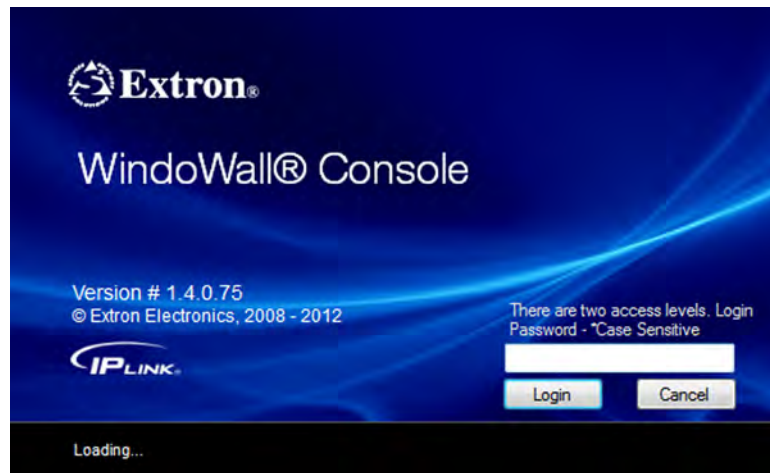 Extron®
WindoWall® Console
Version # 1.4.0.75
© Extron Electronics, 2008 - 2012
There are two access levels. Login
Password - *Case Sensitive
IPLINK®
Login
Cancel
Loading...